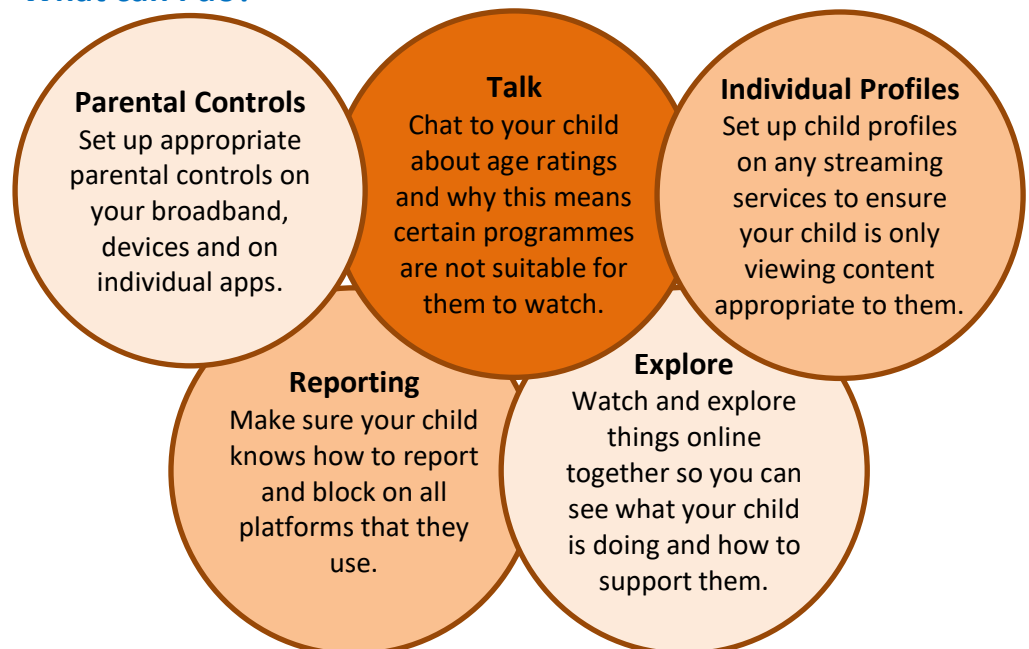 What can I do?
Parental Controls
Set up appropriate
parental controls on
your broadband,
devices and on
individual apps.
Talk
Chat to your child
about age ratings
and why this means
certain programmes
are not suitable for
them to watch.
Individual Profiles
Set up child profiles
on any streaming
services to ensure
your child is only
viewing content
appropriate to them.
Reporting
Make sure your child
knows how to report
and block on all
platforms that they
use.
Explore
Watch and explore
things online
together so you can
see what your child
is doing and how to
support them.